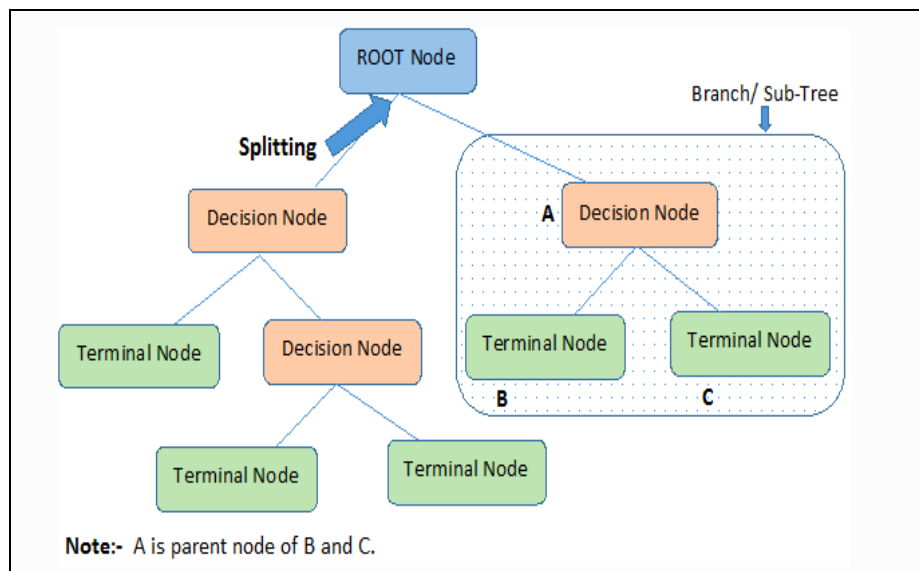 ROOT Node
Branch/ Sub-Tree
Splitting
Decision Node
A
Decision Node
Terminal Node
Decision Node
Terminal Node
Terminal Node
B
C
Terminal Node
Terminal Node
Note:- A is parent node of B and C.